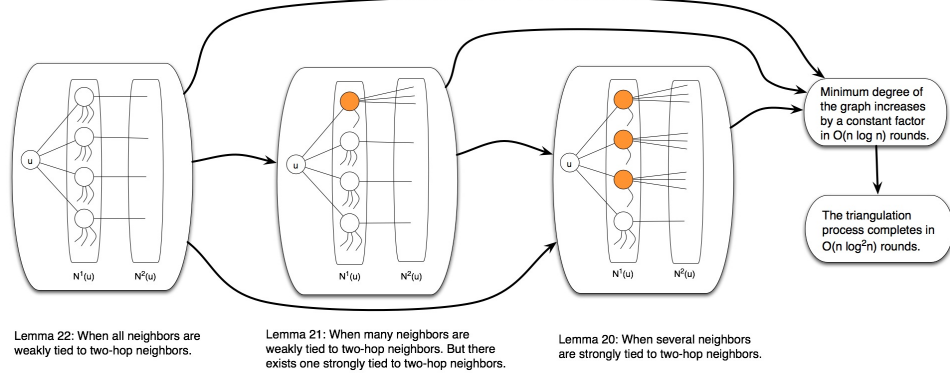 u
N¹(u)
N²(u)
u
N¹(u)
N²(u)
u
N¹(u)
N²(u)
Minimum degree of
the graph increases
by a constant factor
in O(n log n) rounds.
The triangulation
process completes in
O(n log²n) rounds.
Lemma 22: When all neighbors are
weakly tied to two-hop neighbors.
Lemma 21: When many neighbors are
weakly tied to two-hop neighbors. But there
exists one strongly tied to two-hop neighbors.
Lemma 20: When several neighbors
are strongly tied to two-hop neighbors.